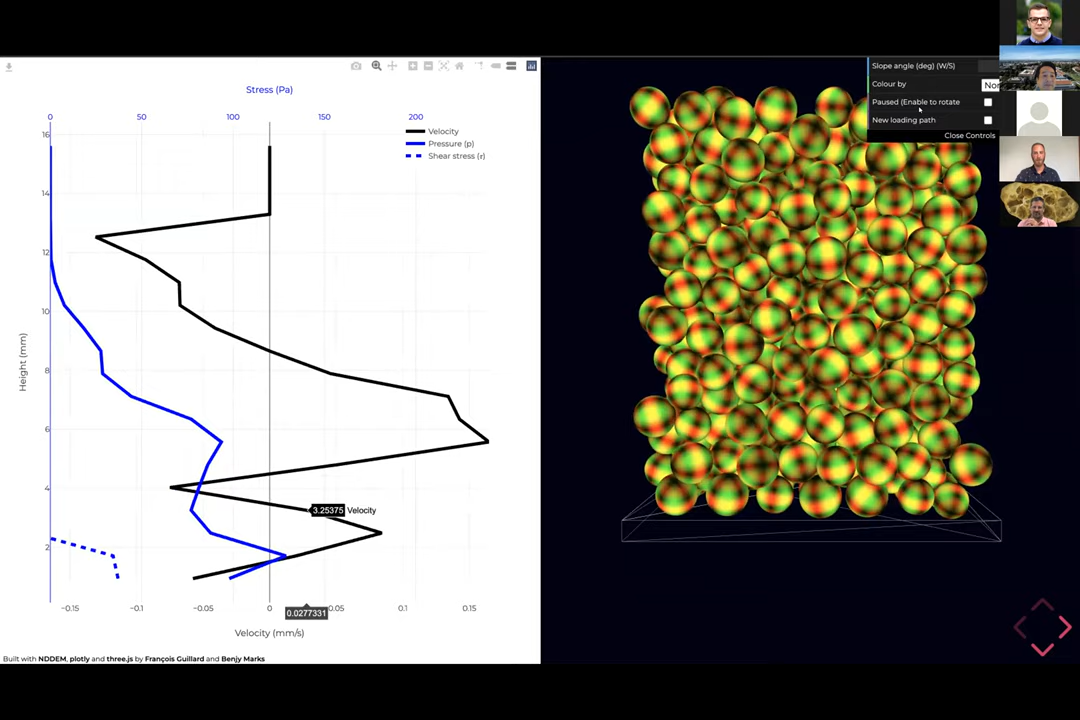 Stress (Pa)
0 50 100 150 200
Velocity
Pressure (p)
Shear stress (τ)
16
14
12
10
8
6
4
2
Height (mm)
3.25375 Velocity
−0.15 −0.1 −0.05 0 0.05 0.1 0.15
0.0277331
Velocity (mm/s)
Built with NDDEM, plotly and three.js by François Guillard and Benjy Marks
Slope angle (deg) (W/S)
Colour by
Paused (Enable to rotate
New loading path
Close Controls